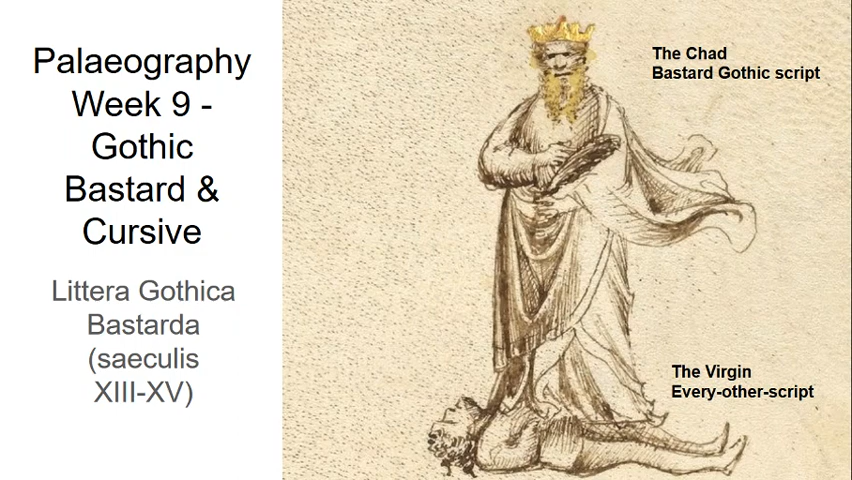 Palaeography
Week 9 -
Gothic
Bastard &
Cursive
Littera Gothica
Bastarda
(saeculis
XIII-XV)
The Chad
Bastard Gothic script
The Virgin
Every-other-script